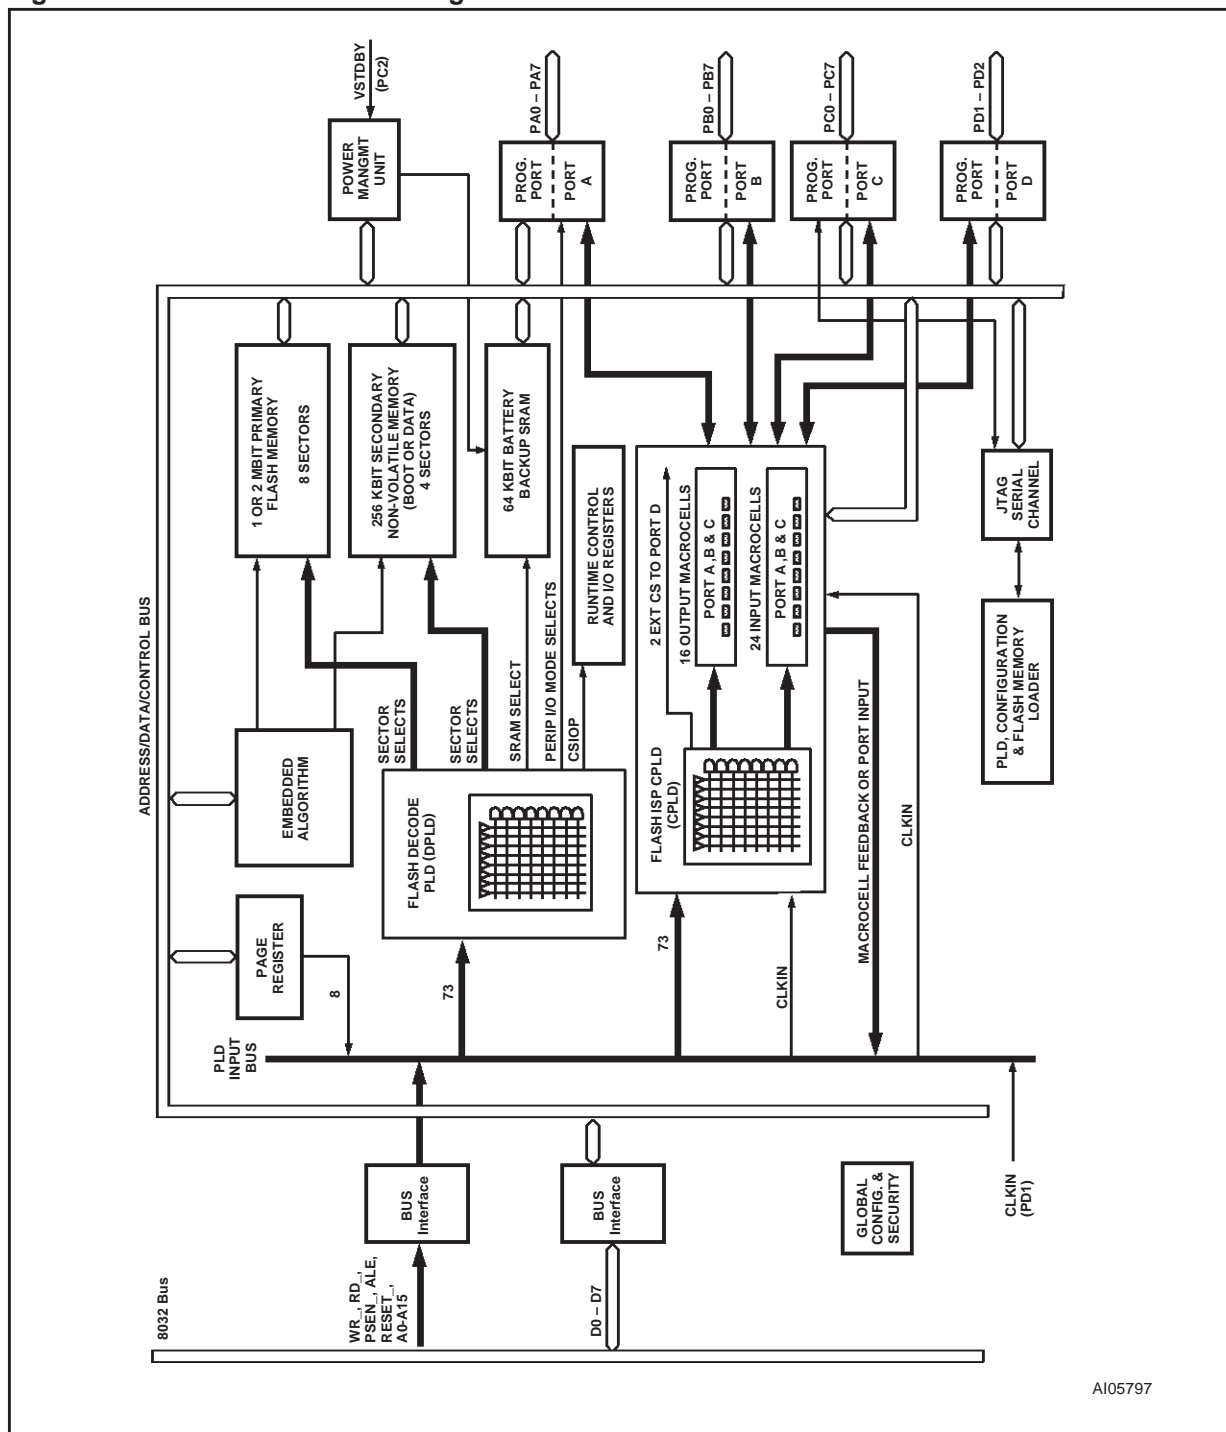 8032 Bus
WR_, RD_,
PSEN_, ALE,
RESET_,
A0-A15
BUS
Interface
D0 – D7
BUS
Interface
GLOBAL
CONFIG. &
SECURITY
CLKIN
(PD1)
ADDRESS/DATA/CONTROL BUS
PLD
INPUT
BUS
PAGE
REGISTER
8
73
73
CLKIN
EMBEDDED
ALGORITHM
FLASH DECODE
PLD (DPLD)
SECTOR
SELECTS
SECTOR
SELECTS
SRAM SELECT
PERIP I/O MODE SELECTS
CSIOP
FLASH ISP CPLD
(CPLD)
2 EXT CS TO PORT D
16 OUTPUT MACROCELLS
PORT A ,B & C
24 INPUT MACROCELLS
PORT A ,B & C
MACROCELL FEEDBACK OR PORT INPUT
CLKIN
1 OR 2 MBIT PRIMARY
FLASH MEMORY
8 SECTORS
256 KBIT SECONDARY
NON-VOLATILE MEMORY
(BOOT OR DATA)
4 SECTORS
64 KBIT BATTERY
BACKUP SRAM
RUNTIME CONTROL
AND I/O REGISTERS
JTAG
SERIAL
CHANNEL
PLD, CONFIGURATION
& FLASH MEMORY
LOADER
VSTDBY
(PC2)
POWER
MANGMT
UNIT
PA0 – PA7
PROG.
PORT
PORT
A
PB0 – PB7
PROG.
PORT
PORT
B
PC0 – PC7
PROG.
PORT
PORT
C
PD1 – PD2
PROG.
PORT
PORT
D
AI05797